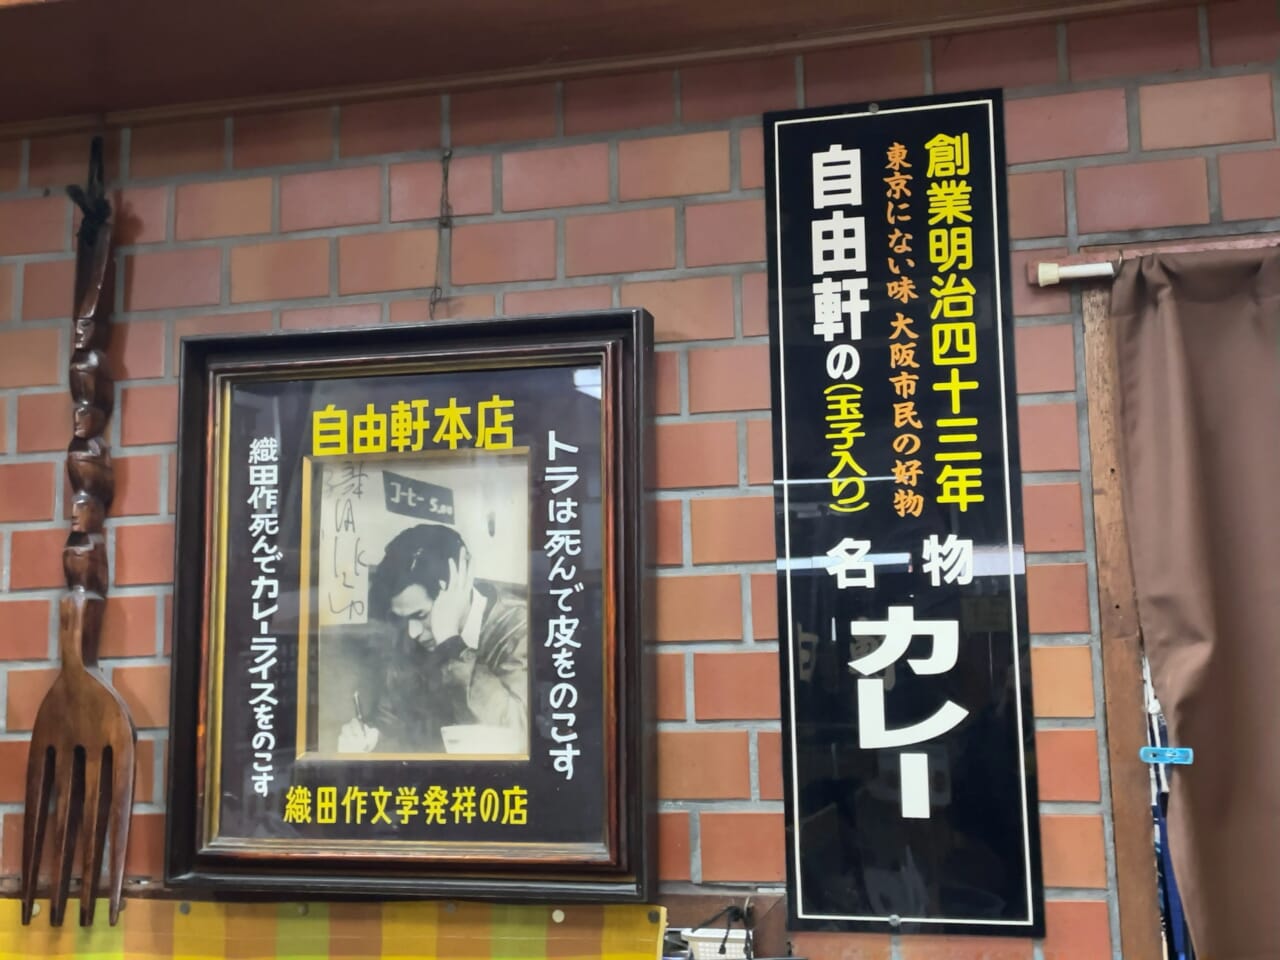 自由軒本店
トラは死んで皮をのこす
織田作死んでカレーライスをのこす
コーヒー 5,00
織田作文学発祥の店
創業明治四十三年
東京にない味 大阪市民の好物
自由軒の(玉子入り)
名物
カレー